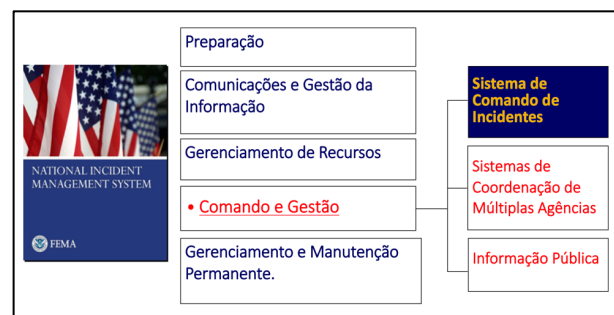 NATIONAL INCIDENT
MANAGEMENT SYSTEM
FEMA
Preparação
Comunicações e Gestão da
Informação
Gerenciamento de Recursos
• Comando e Gestão
Gerenciamento e Manutenção
Permanente.
Sistema de
Comando de
Incidentes
Sistemas de
Coordenação de
Múltiplas Agências
Informação Pública